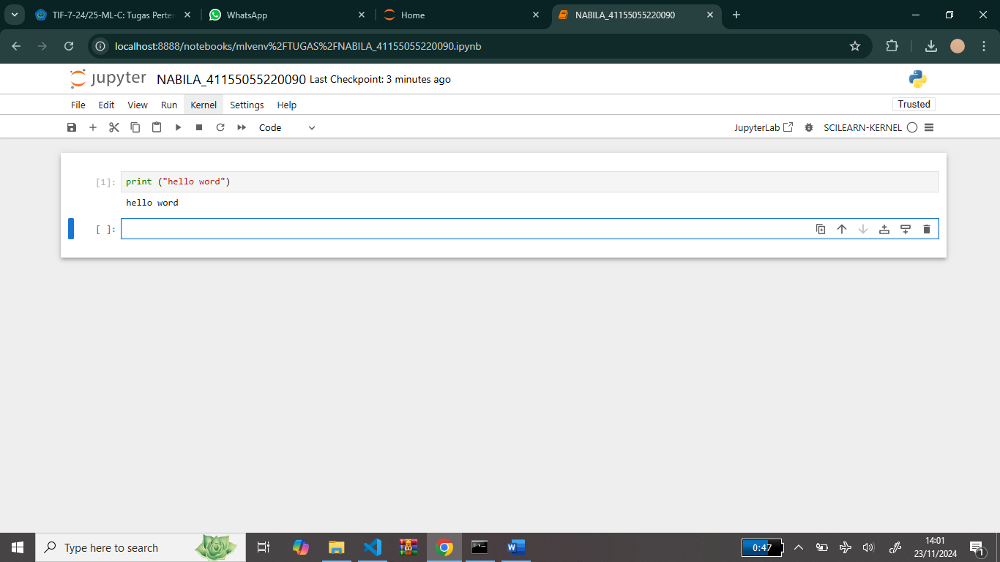 TIF-7-24/25-ML-C: Tugas Perter
WhatsApp
Home
NABILA_41155055220090
localhost:8888/notebooks/mlvenv%2FTUGAS%2FNABILA_41155055220090.ipynb
jupyter NABILA_41155055220090 Last Checkpoint: 3 minutes ago
File Edit View Run Kernel Settings Help Trusted
Code JupyterLab SCILEARN-KERNEL
[1]: print ("hello word")
hello word
[ ]:
Type here to search
0:47
14:01
23/11/2024
1